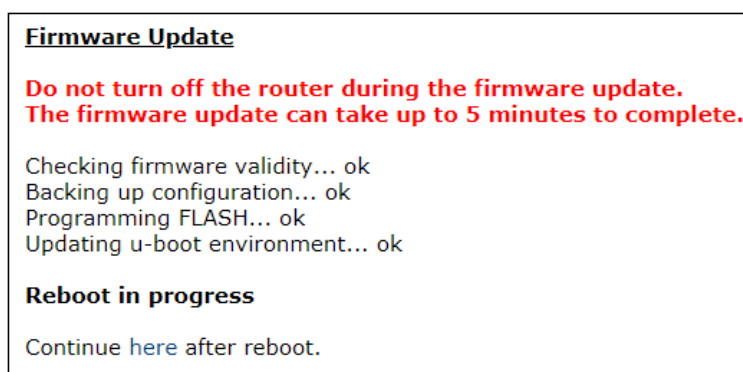 Firmware Update
Do not turn off the router during the firmware update.
The firmware update can take up to 5 minutes to complete.
Checking firmware validity... ok
Backing up configuration... ok
Programming FLASH... ok
Updating u-boot environment... ok
Reboot in progress
Continue here after reboot.